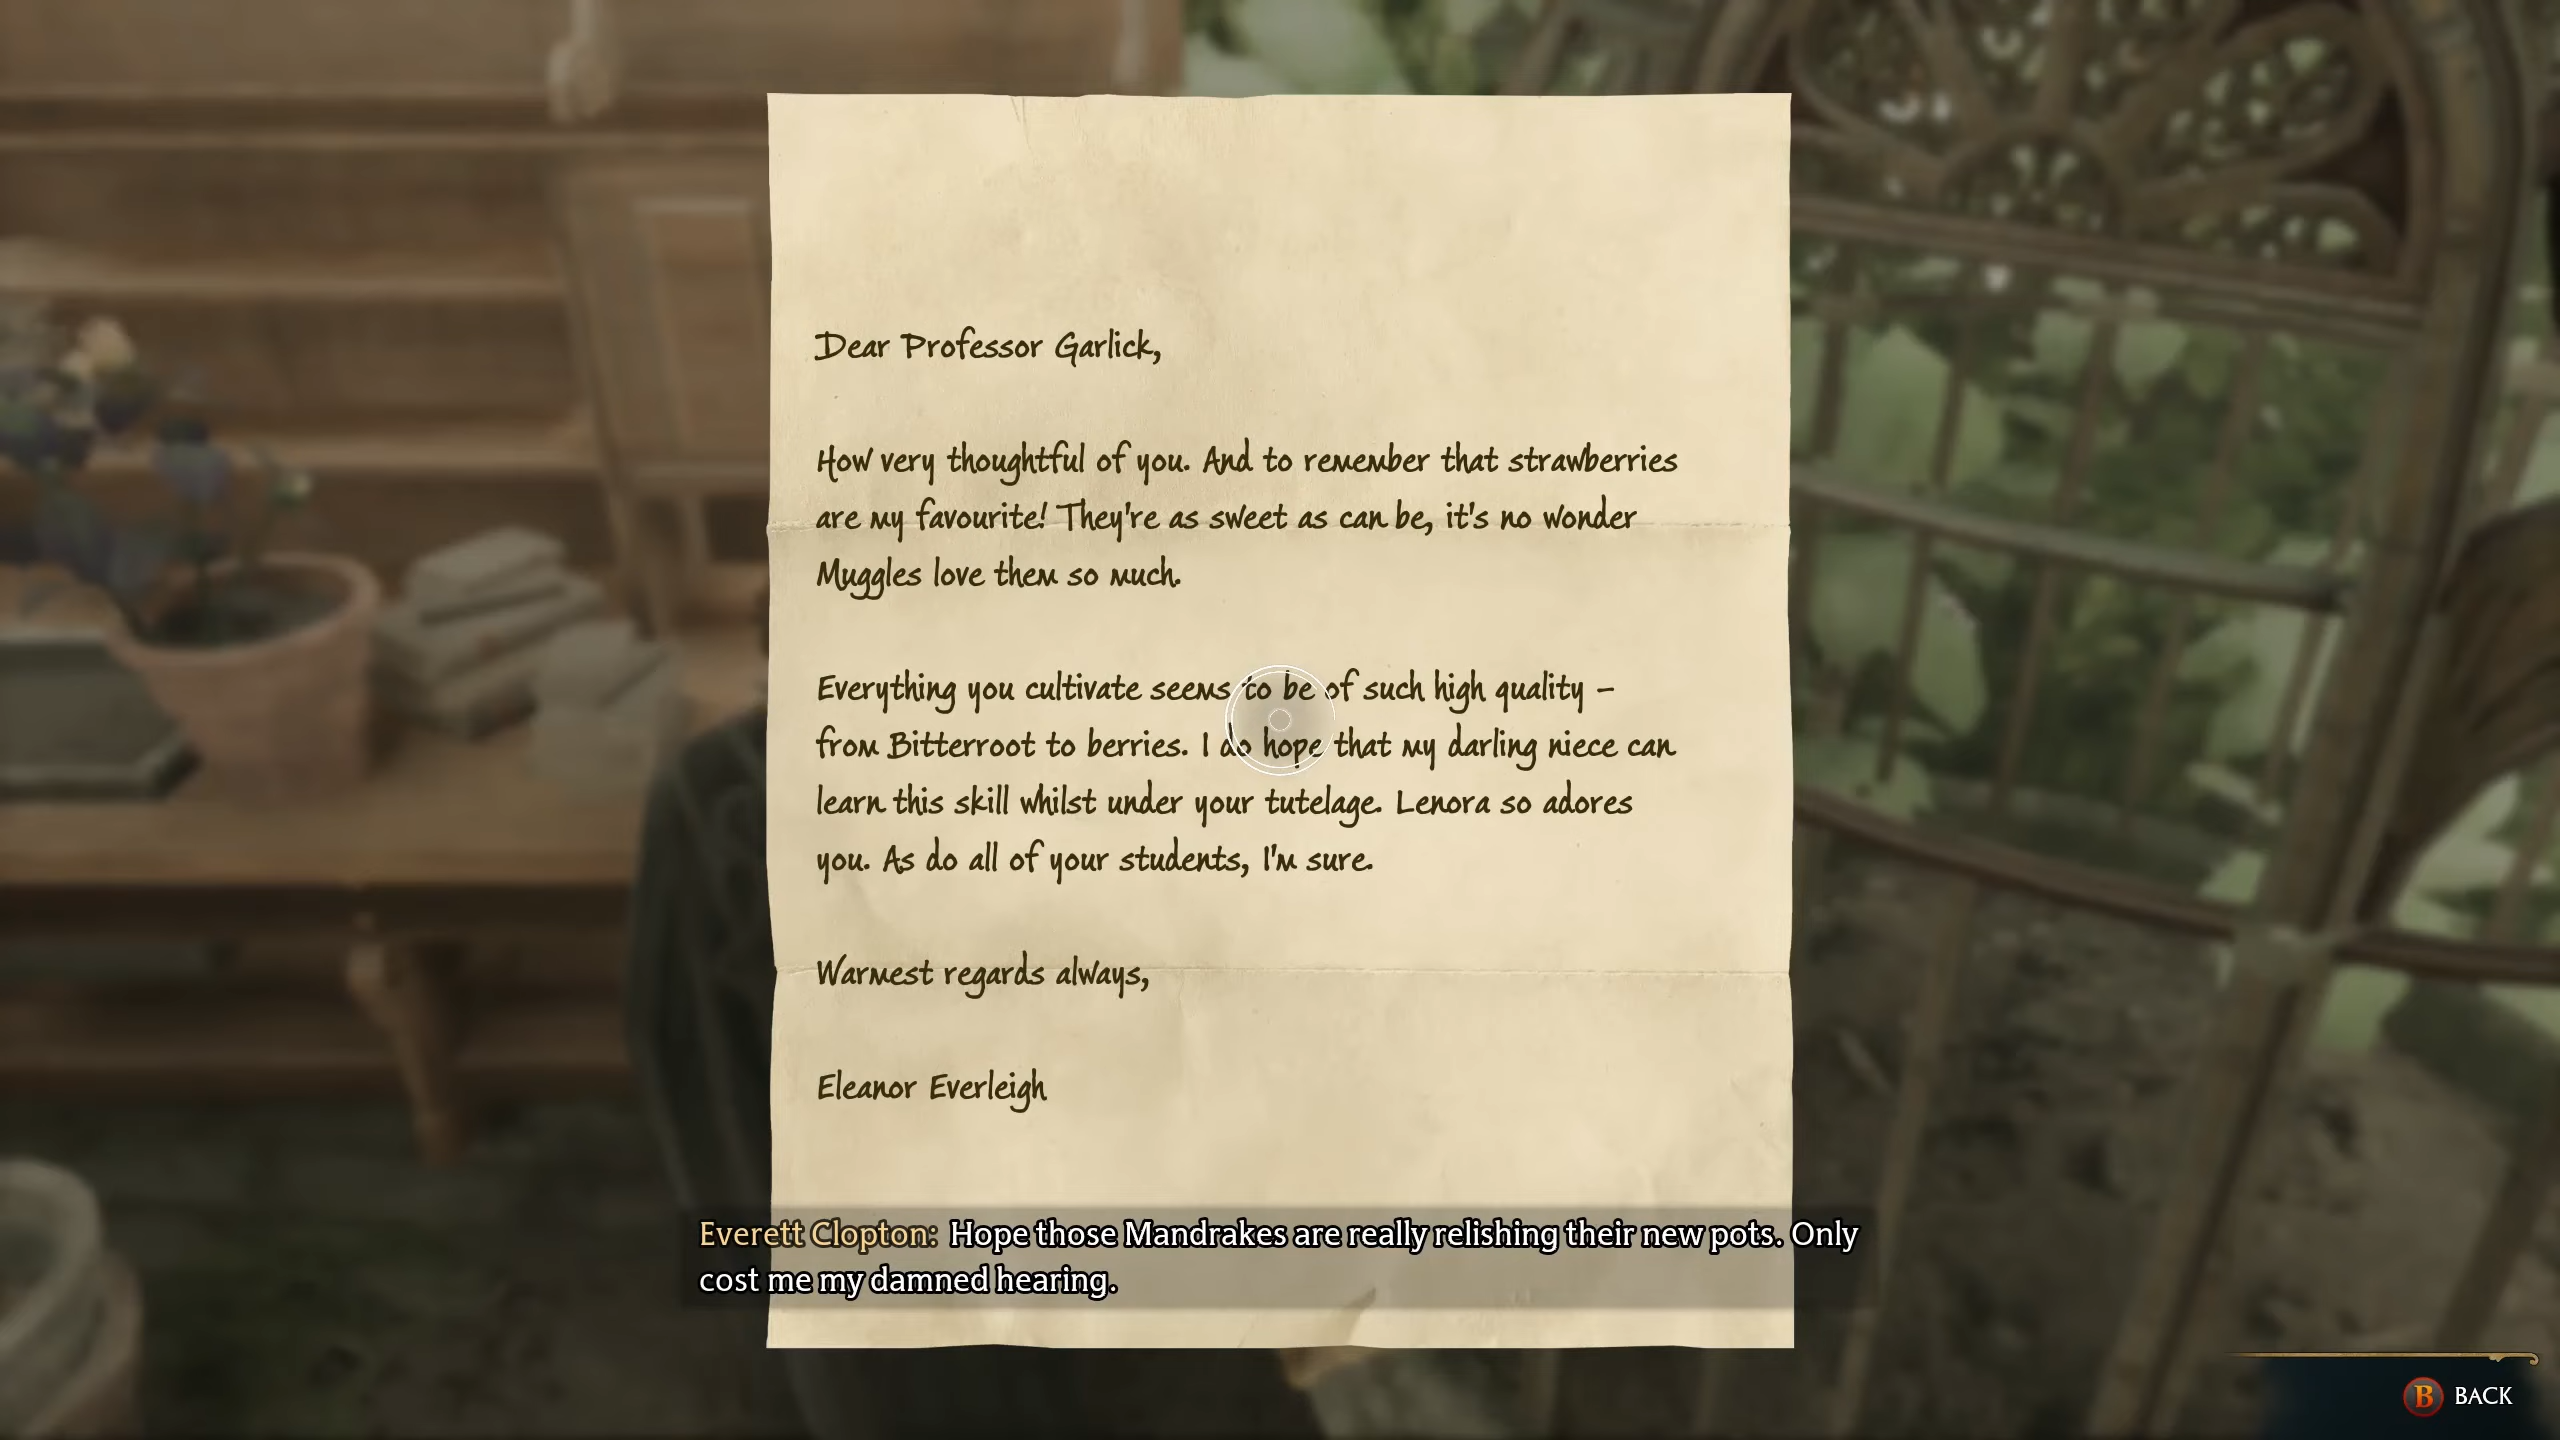 Dear Professor Garlick,
How very thoughtful of you. And to remember that strawberries
are my favourite! They're as sweet as can be, it's no wonder
Muggles love them so much.
Everything you cultivate seems to be of such high quality –
from Bitterroot to berries. I do hope that my darling niece can
learn this skill whilst under your tutelage. Lenora so adores
you. As do all of your students, I'm sure.
Warmest regards always,
Eleanor Everleigh
Everett Clopton: Hope those Mandrakes are really relishing their new pots. Only
cost me my damned hearing.
B BACK